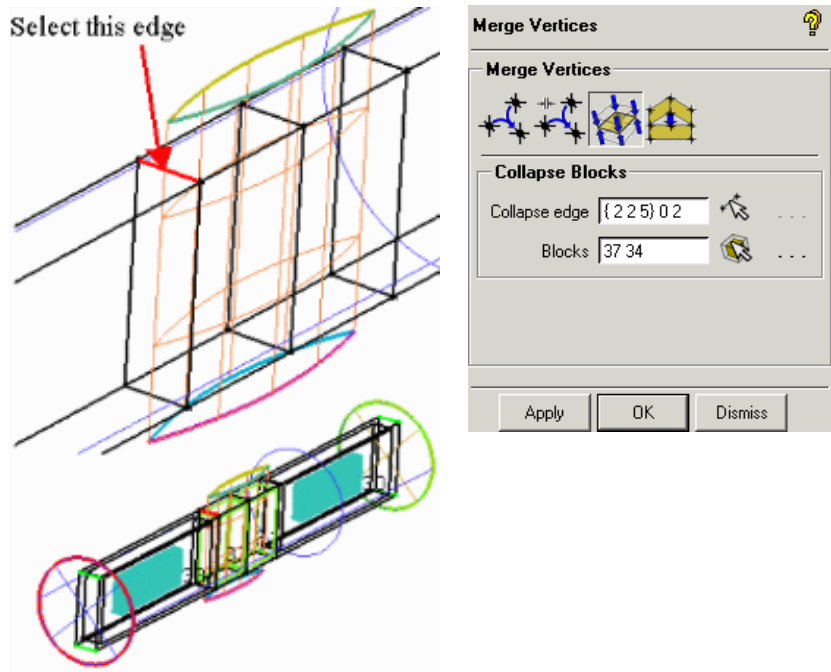 Select this edge
Merge Vertices
Merge Vertices
Collapse Blocks
Collapse edge { 2 2 5} 0 2 . . .
Blocks 37 34 . . .
Apply OK Dismiss